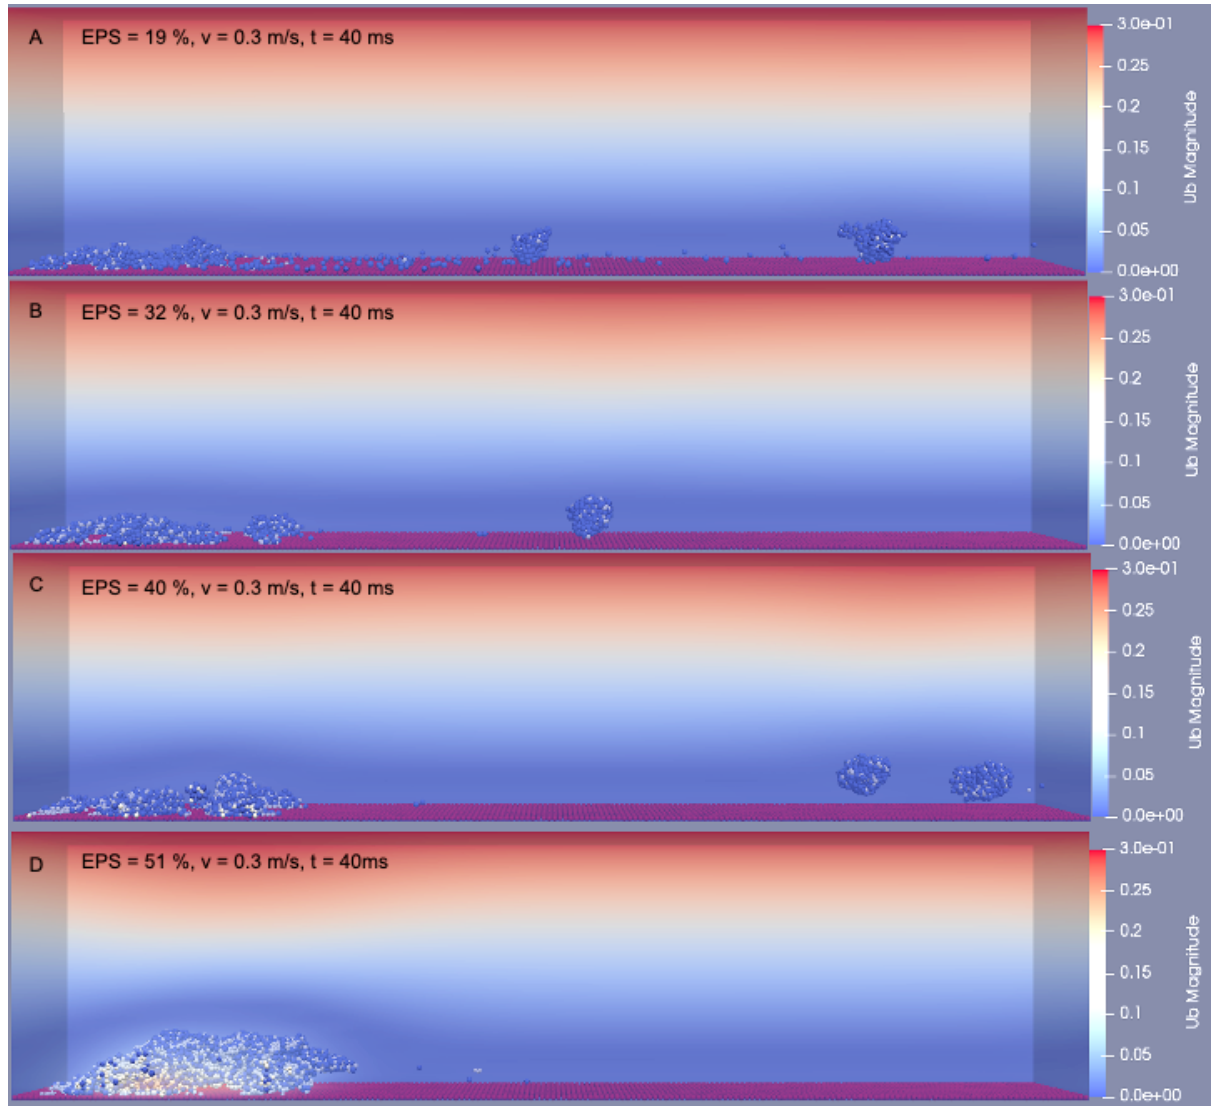 A EPS = 19 %, v = 0.3 m/s, t = 40 ms
3.0e-01
0.25
0.2
0.15
0.1
0.05
0.0e+00
Ub Magnitude
B EPS = 32 %, v = 0.3 m/s, t = 40 ms
3.0e-01
0.25
0.2
0.15
0.1
0.05
0.0e+00
Ub Magnitude
C EPS = 40 %, v = 0.3 m/s, t = 40 ms
3.0e-01
0.25
0.2
0.15
0.1
0.05
0.0e+00
Ub Magnitude
D EPS = 51 %, v = 0.3 m/s, t = 40ms
3.0e-01
0.25
0.2
0.15
0.1
0.05
0.0e+00
Ub Magnitude